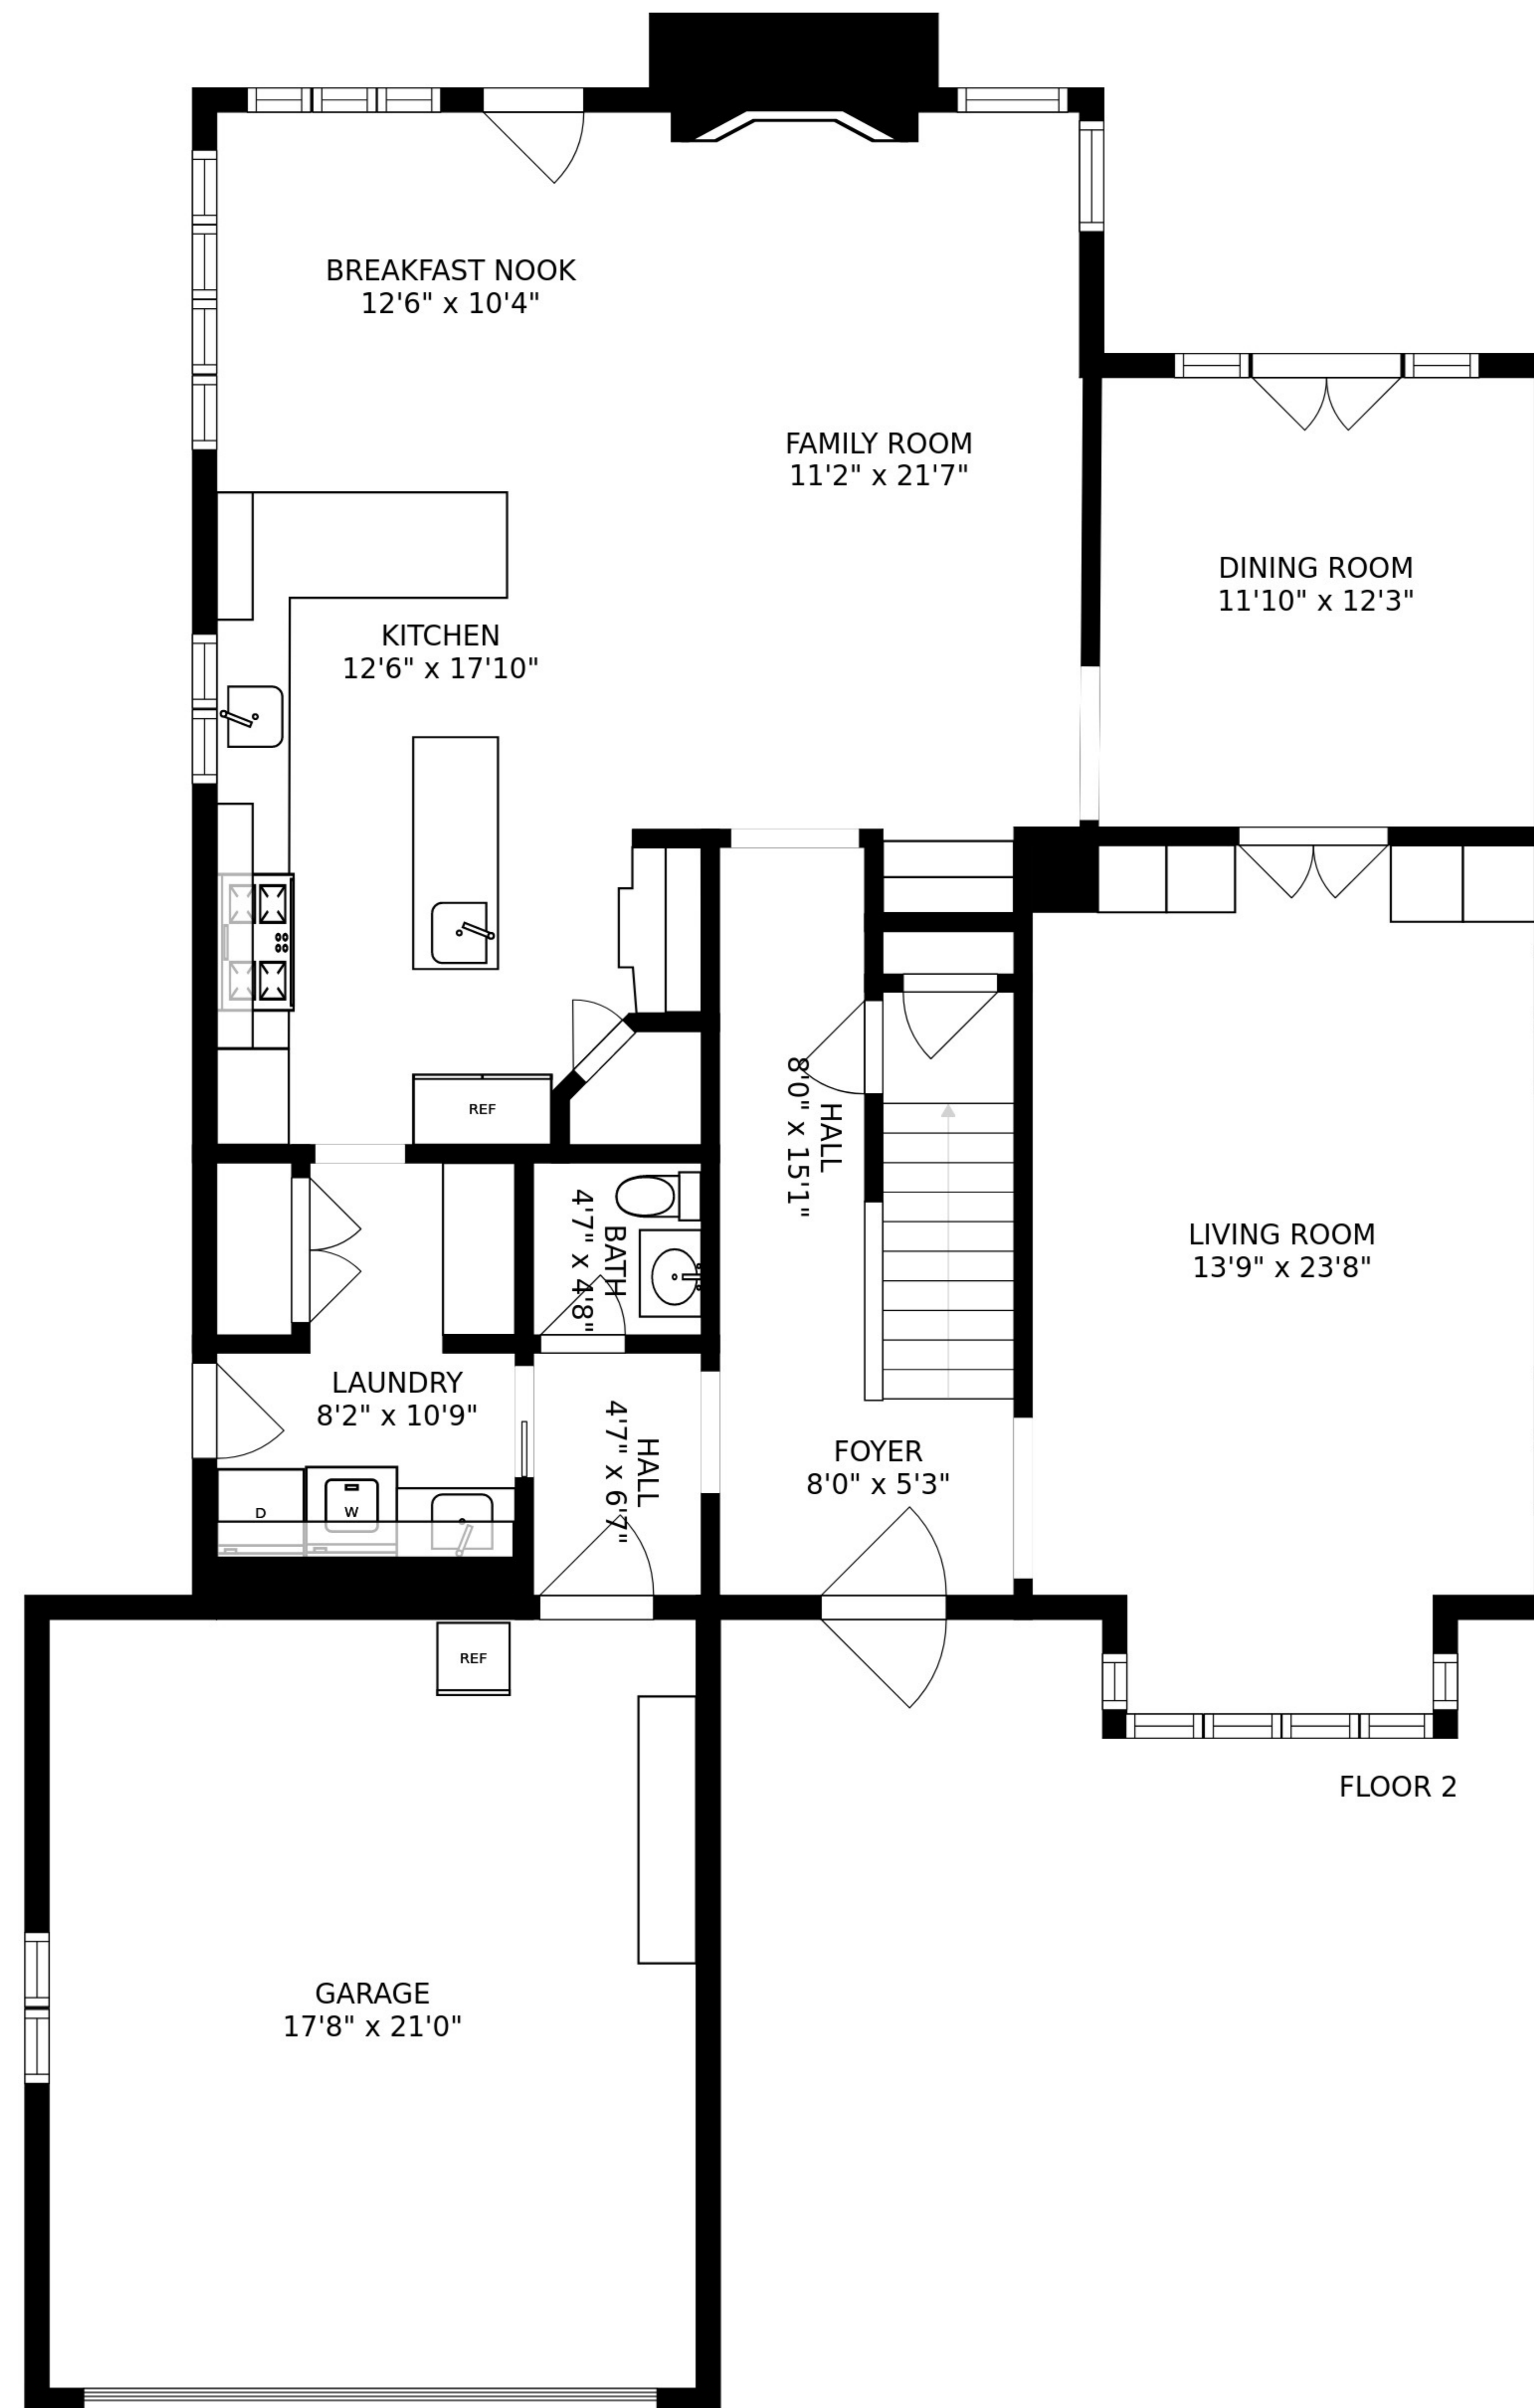 BREAKFAST NOOK
12'6" x 10'4"
FAMILY ROOM
11'2" x 21'7"
DINING ROOM
11'10" x 12'3"
KITCHEN
12'6" x 17'10"
REF
HALL
8'0" x 15'1"
BATH
4'7" x 4'8"
LIVING ROOM
13'9" x 23'8"
LAUNDRY
8'2" x 10'9"
HALL
4'7" x 6'7"
FOYER
8'0" x 5'3"
D
W
REF
FLOOR 2
GARAGE
17'8" x 21'0"